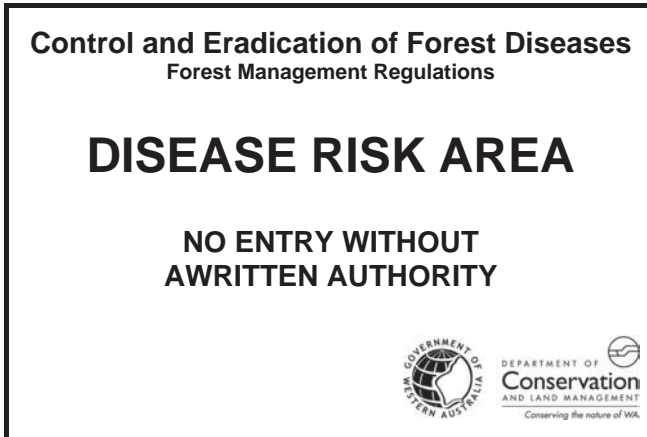 Control and Eradication of Forest Diseases
Forest Management Regulations
DISEASE RISK AREA
NO ENTRY WITHOUT
AWRITTEN AUTHORITY
GOVERNMENT OF
WESTERN AUSTRALIA
DEPARTMENT OF
Conservation
AND LAND MANAGEMENT
Conserving the nature of WA.